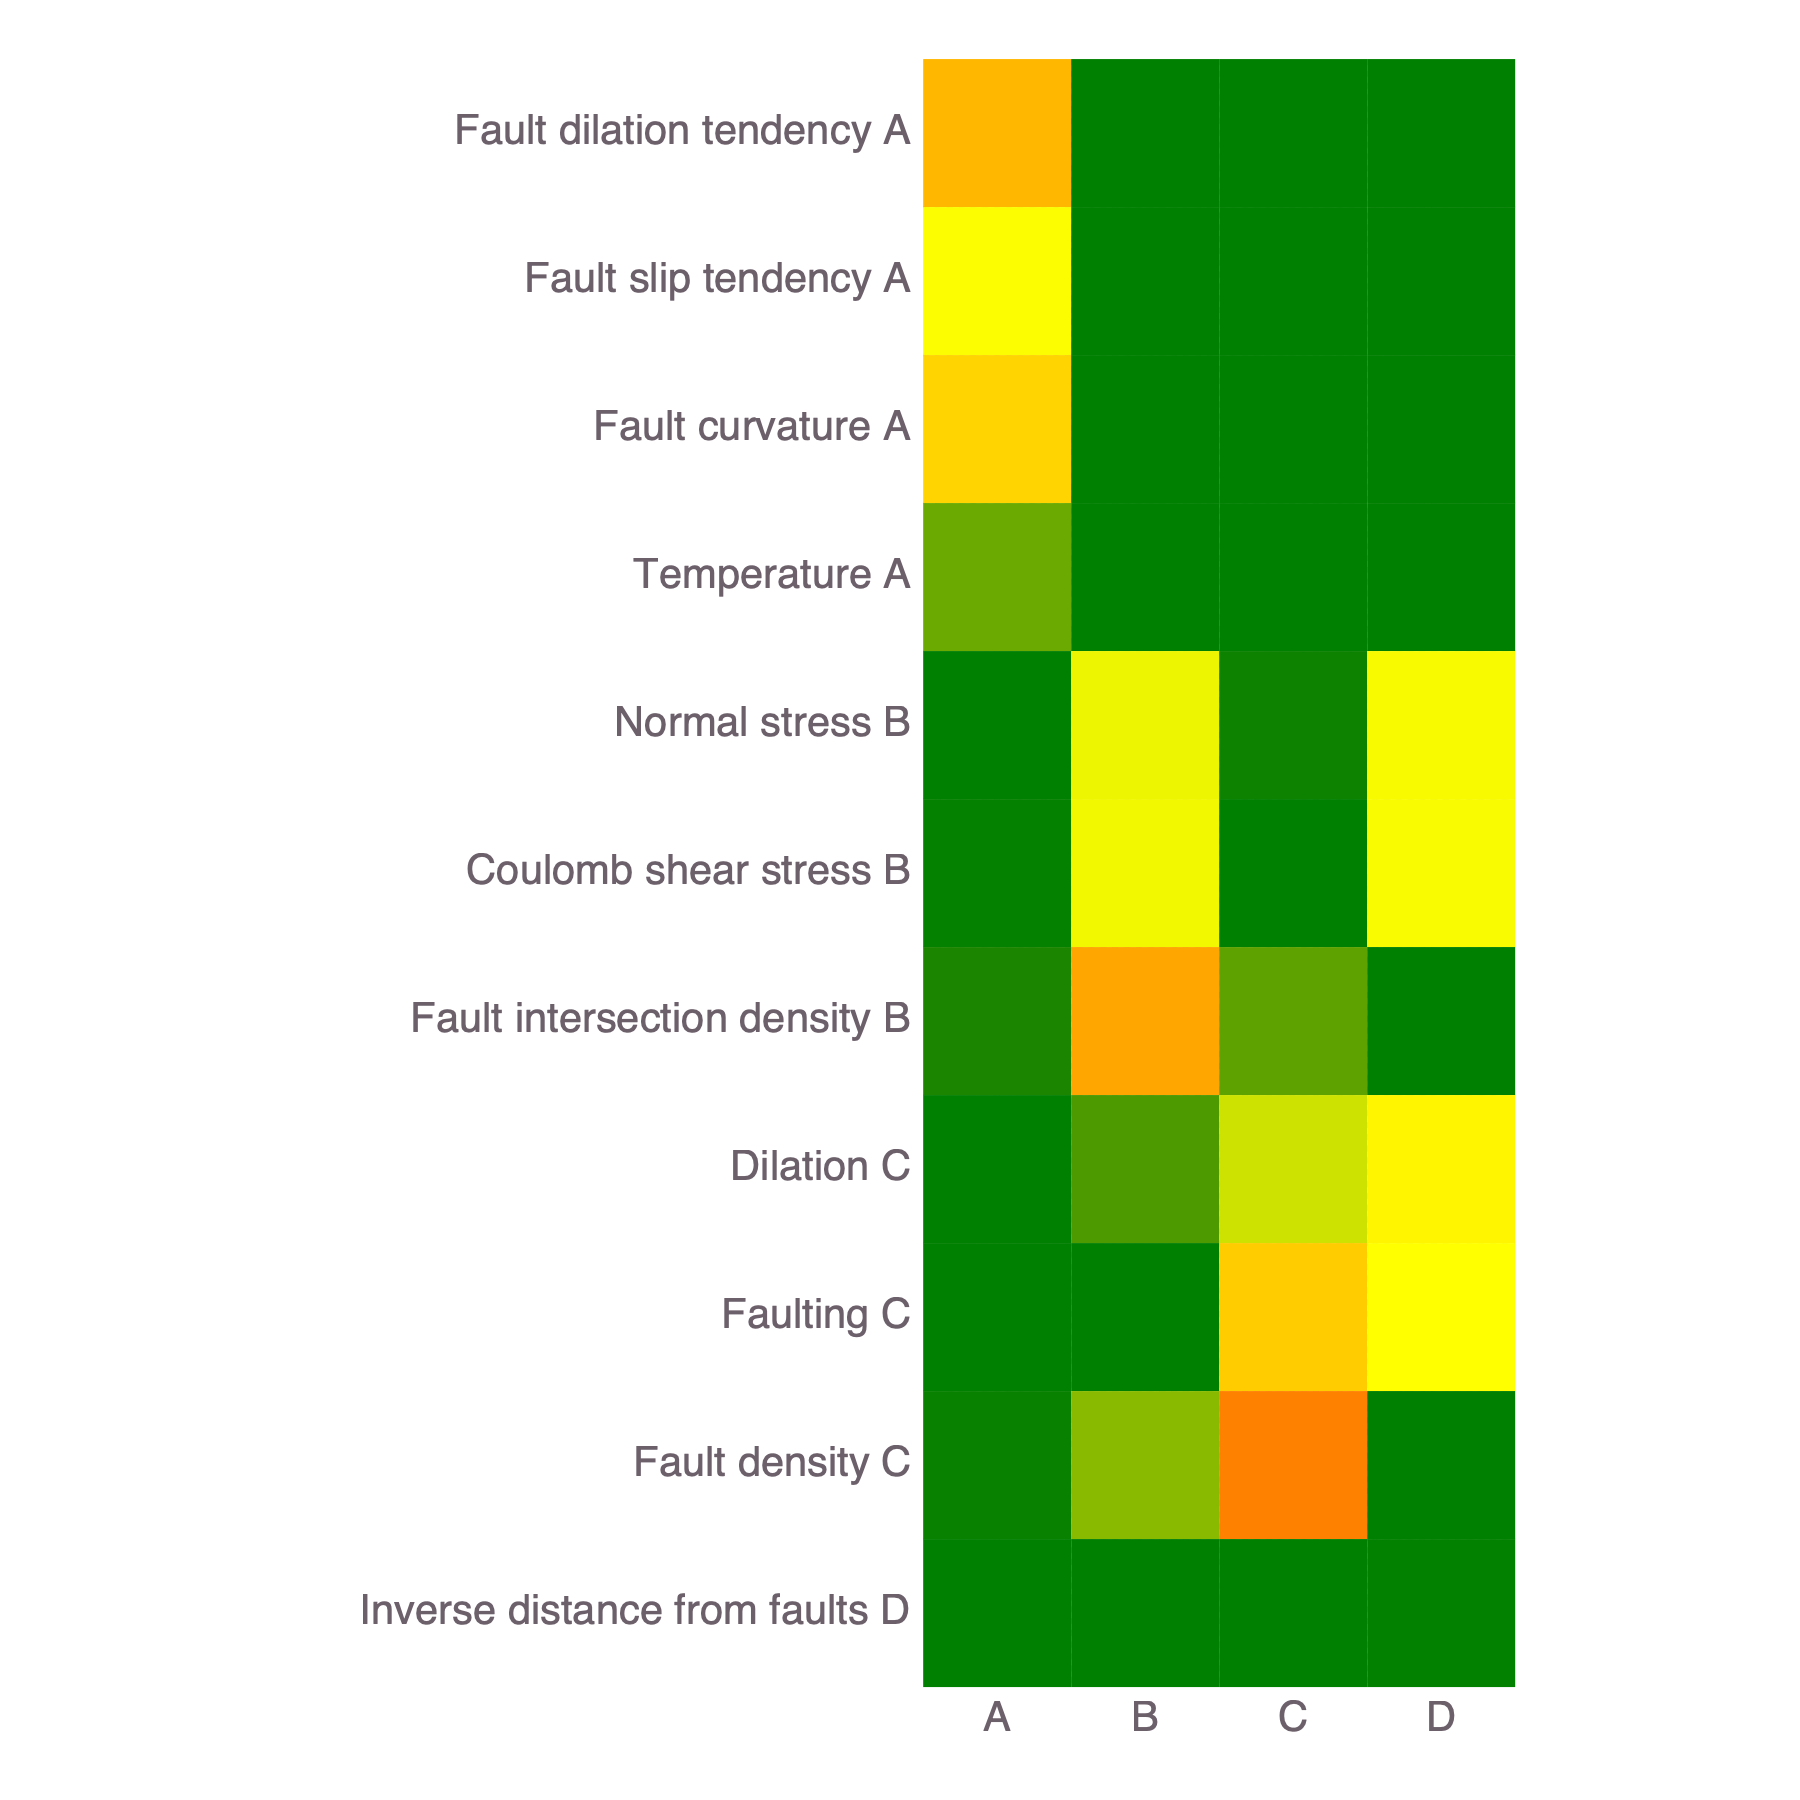 Fault dilation tendency A
Fault slip tendency A
Fault curvature A
Temperature A
Normal stress B
Coulomb shear stress B
Fault intersection density B
Dilation C
Faulting C
Fault density C
Inverse distance from faults D
A B C D